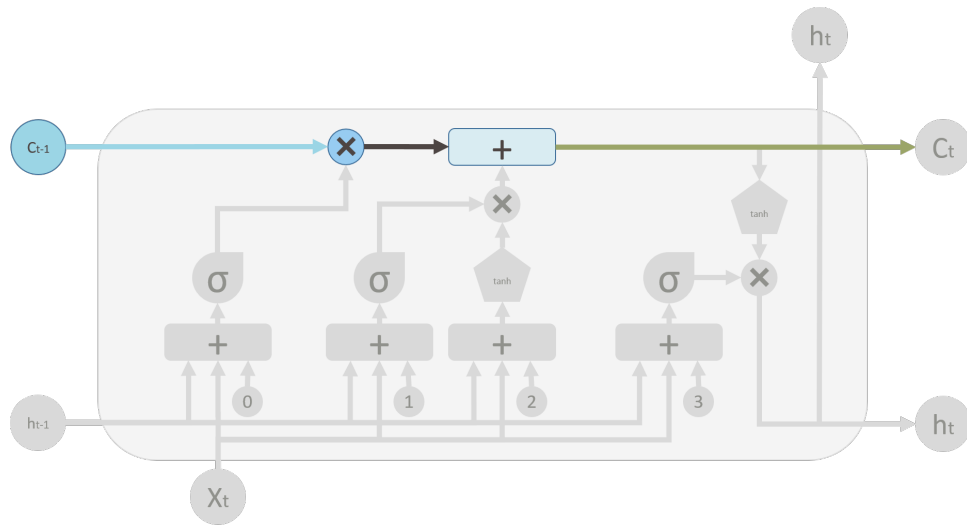 ht
Ct-1
×
+
Ct
×
tanh
σ
σ
tanh
σ
×
+
+
+
+
0
1
2
3
ht-1
ht
Xt